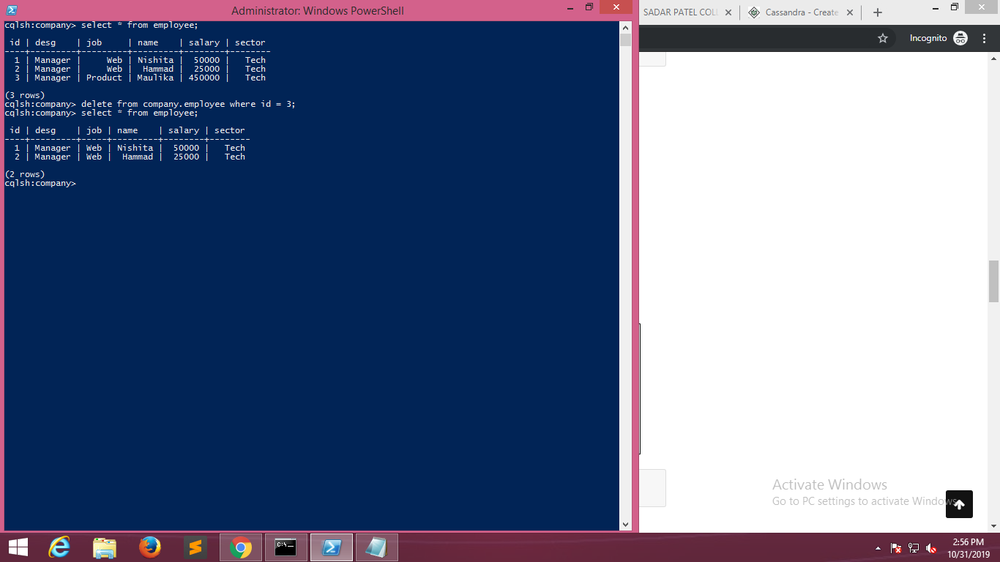 Administrator: Windows PowerShell
cqlsh:company> select * from employee;
 id | desg    | job     | name    | salary | sector
----+---------+---------+---------+--------+--------
  1 | Manager |     Web | Nishita |  50000 |   Tech
  2 | Manager |     Web |  Hammad |  25000 |   Tech
  3 | Manager | Product | Maulika | 450000 |   Tech
(3 rows)
cqlsh:company> delete from company.employee where id = 3;
cqlsh:company> select * from employee;
 id | desg    | job | name    | salary | sector
----+---------+-----+---------+--------+--------
  1 | Manager | Web | Nishita |  50000 |   Tech
  2 | Manager | Web |  Hammad |  25000 |   Tech
(2 rows)
cqlsh:company>
SADAR PATEL COL
Cassandra - Create
Incognito
Activate Windows
Go to PC settings to activate Windows.
C:\_
2:56 PM
10/31/2019